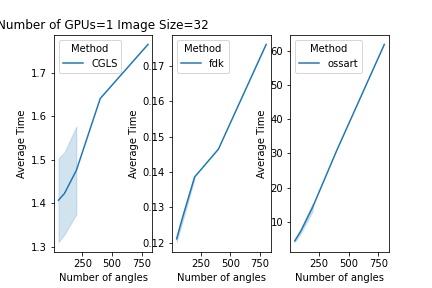 Number of GPUs=1 Image Size=32
Method
CGLS
Average Time
1.7
1.6
1.5
1.4
1.3
250
500
750
Number of angles
Method
fdk
Average Time
0.17
0.16
0.15
0.14
0.13
0.12
250
500
750
Number of angles
Method
ossart
Average Time
60
50
40
30
20
10
250
500
750
Number of angles